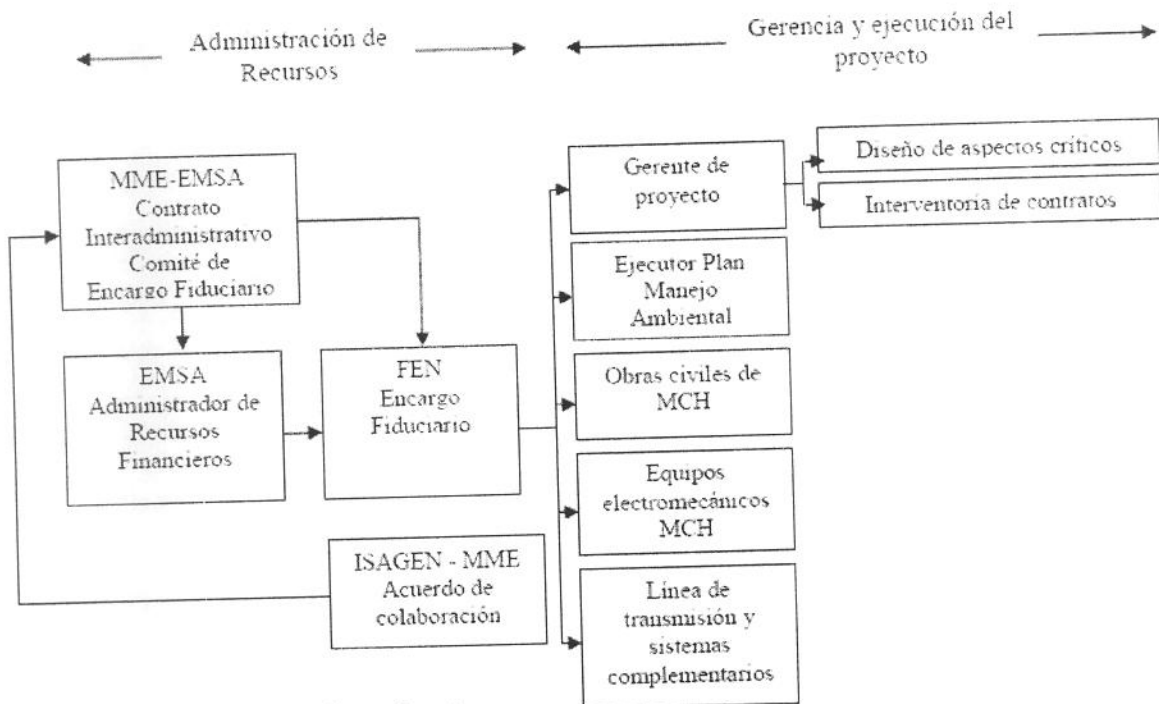 Administración de
Recursos
Gerencia y ejecución del
proyecto
MME-EMSA
Contrato
Interadministrativo
Comité de
Encargo Fiduciario
EMSA
Administrador de
Recursos
Financieros
FEN
Encargo
Fiduciario
ISAGEN - MME
Acuerdo de
colaboración
Gerente de
proyecto
Ejecutor Plan
Manejo
Ambiental
Obras civiles de
MCH
Equipos
electromecánicos
MCH
Línea de
transmisión y
sistemas
complementarios
Diseño de aspectos críticos
Interventoría de contratos